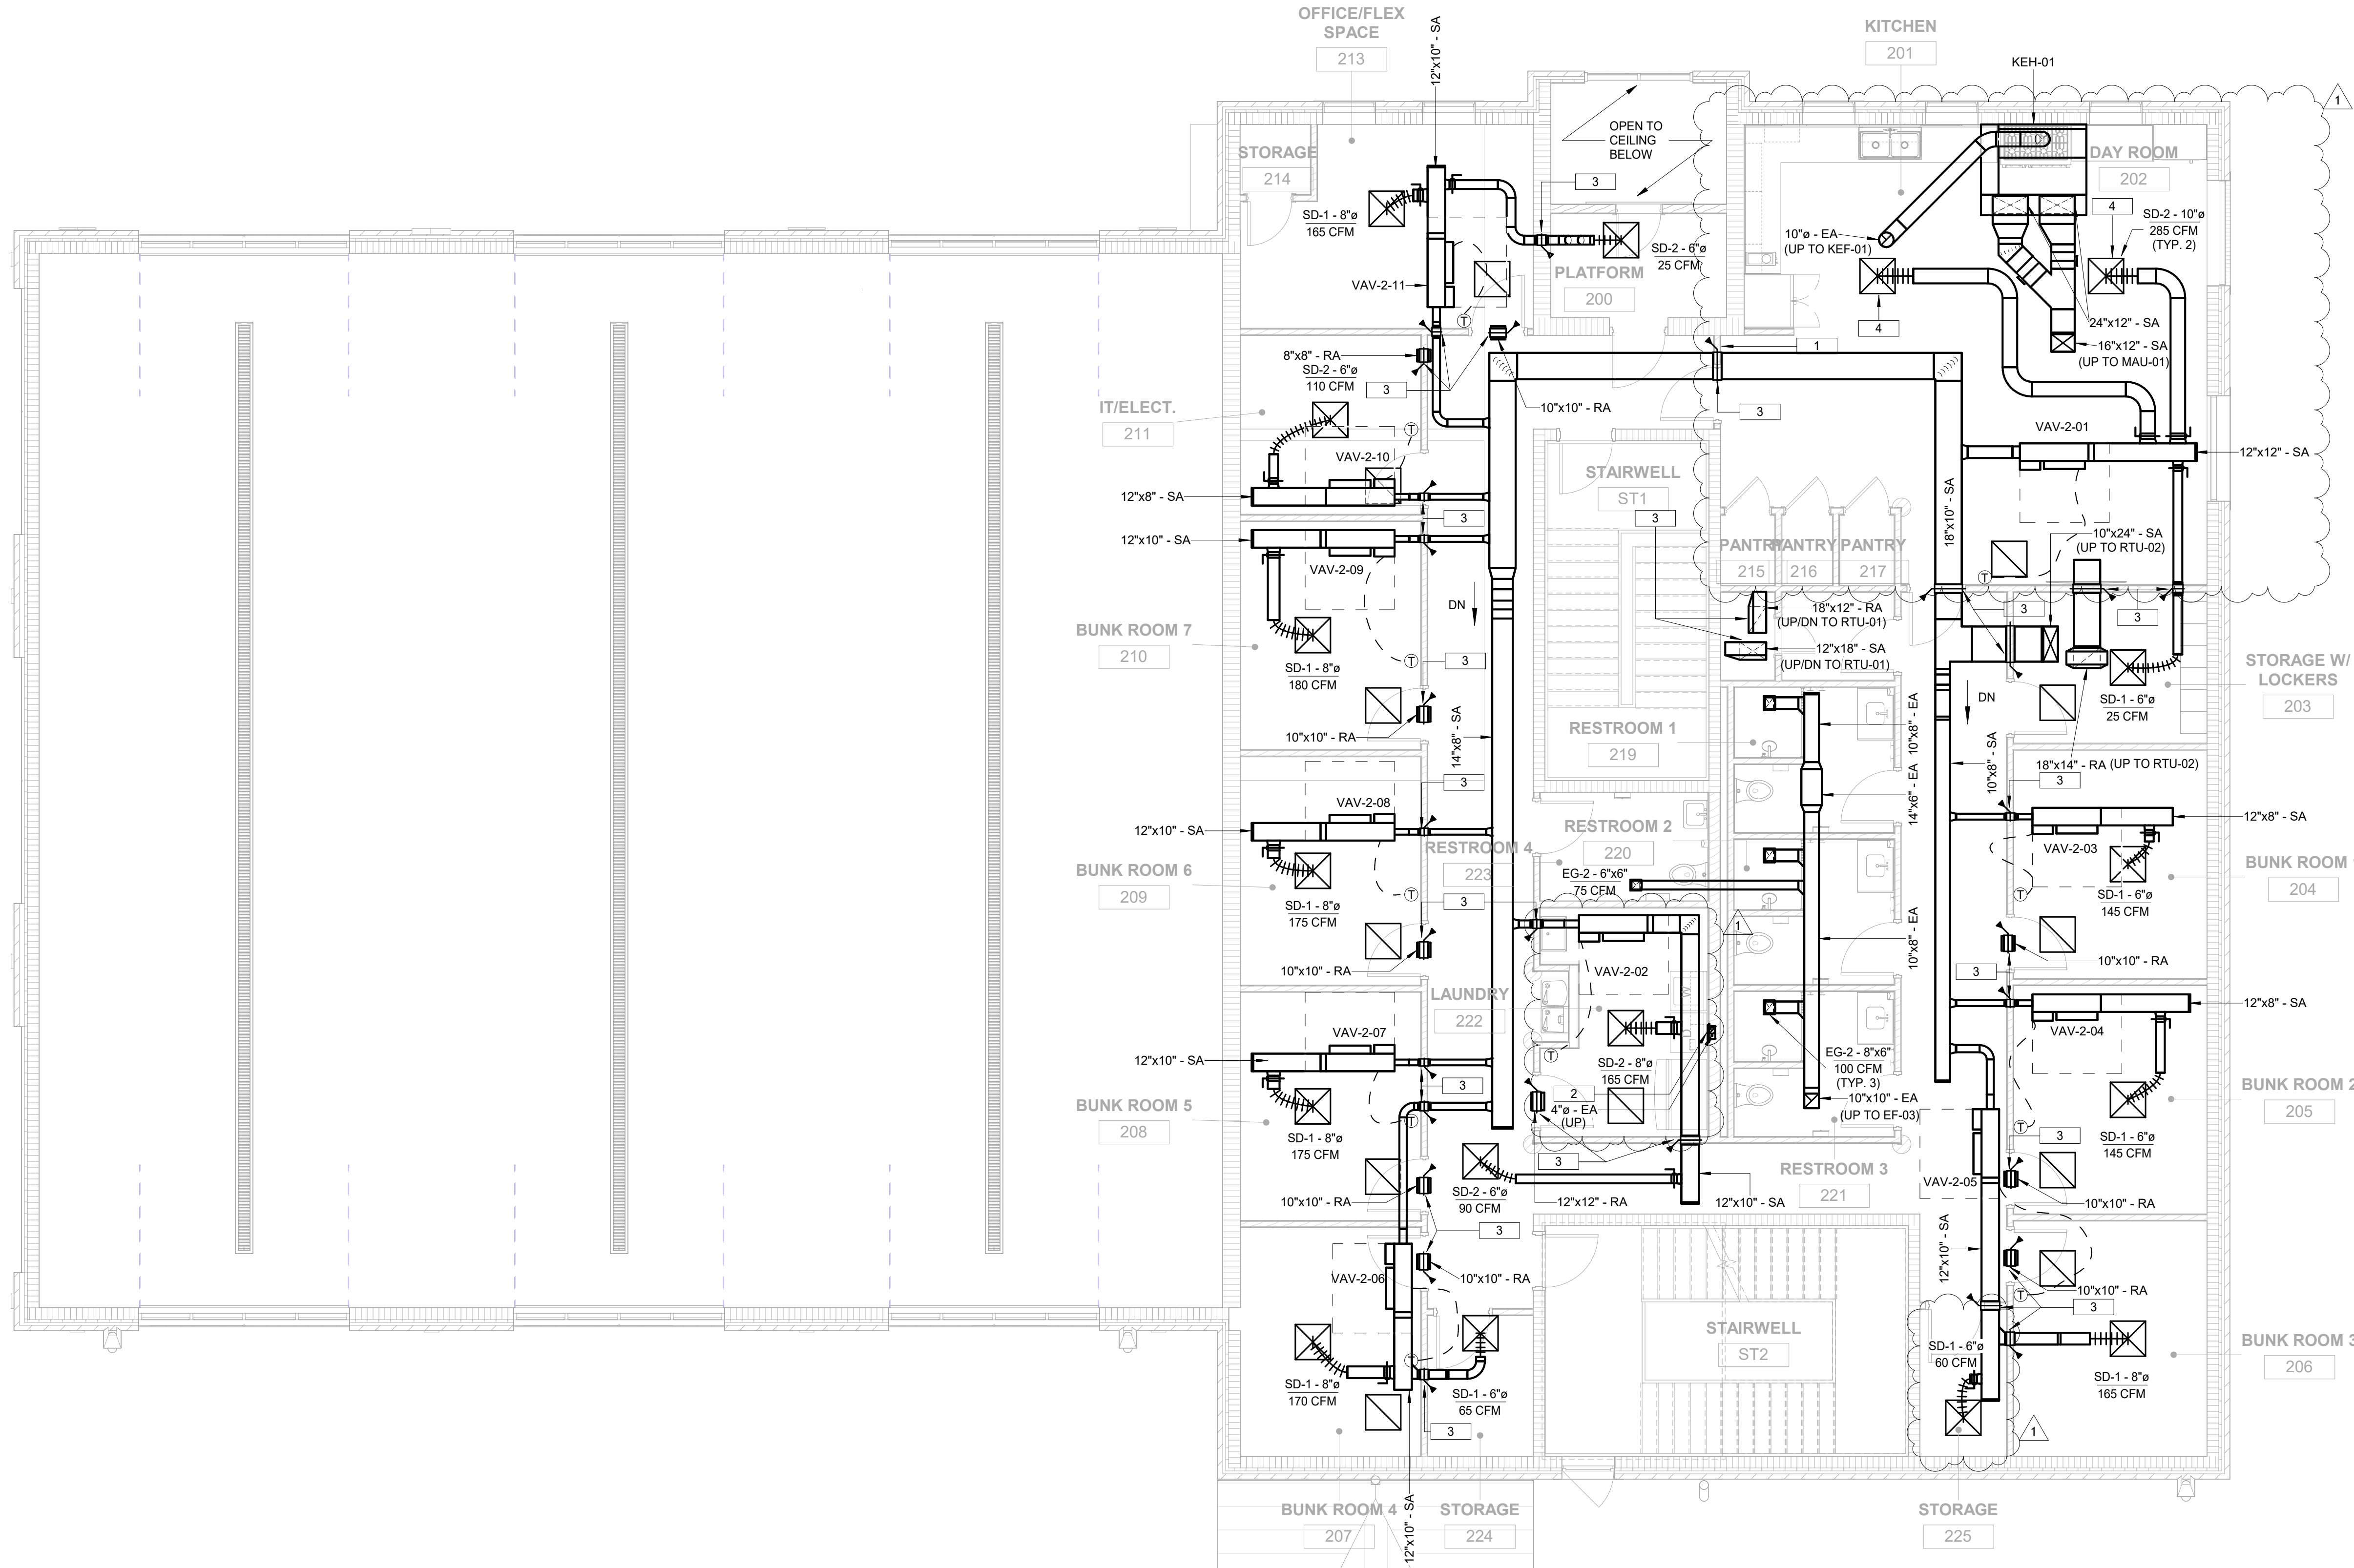 OFFICE/FLEX
SPACE
213
12"x10" - SA
KITCHEN
201
KEH-01
1
OPEN TO
CEILING
BELOW
STORAGE
214
DAY ROOM
202
3
4
SD-1 - 8"ø
165 CFM
SD-2 - 10"ø
285 CFM
(TYP. 2)
10"ø - EA
(UP TO KEF-01)
SD-2 - 6"ø
25 CFM
PLATFORM
200
VAV-2-11
4
24"x12" - SA
16"x12" - SA
(UP TO MAU-01)
1
8"x8" - RA
SD-2 - 6"ø
110 CFM
3
10"x10" - RA
3
IT/ELECT.
211
T
T
VAV-2-01
12"x12" - SA
VAV-2-10
12"x8" - SA
STAIRWELL
ST1
3
3
18"x10" - SA
12"x10" - SA
10"x24" - SA
(UP TO RTU-02)
PANTRY
215
PANTRY
216
PANTRY
217
VAV-2-09
T
DN
18"x12" - RA
(UP/DN TO RTU-01)
3
3
BUNK ROOM 7
210
12"x18" - SA
(UP/DN TO RTU-01)
3
T
SD-1 - 8"ø
180 CFM
STORAGE W/
LOCKERS
203
SD-1 - 6"ø
25 CFM
DN
10"x10" - RA
14"x8" - SA
RESTROOM 1
219
10"x8" - EA
10"x8" - SA
18"x14" - RA (UP TO RTU-02)
3
3
VAV-2-08
14"x6" - EA
12"x8" - SA
12"x10" - SA
RESTROOM 2
220
VAV-2-03
RESTROOM 4
223
BUNK ROOM 1
204
BUNK ROOM 6
209
EG-2 - 6"x6"
75 CFM
T
T
SD-1 - 8"ø
175 CFM
SD-1 - 6"ø
145 CFM
3
1
10"x8" - EA
10"x10" - RA
10"x10" - RA
3
VAV-2-02
LAUNDRY
222
W
D
12"x8" - SA
VAV-2-07
VAV-2-04
12"x10" - SA
T
SD-2 - 8"ø
165 CFM
EG-2 - 8"x6"
100 CFM
(TYP. 3)
3
2
BUNK ROOM 5
208
4"ø - EA
(UP)
10"x10" - EA
(UP TO EF-03)
BUNK ROOM 2
205
T
T
SD-1 - 8"ø
175 CFM
SD-1 - 6"ø
145 CFM
3
3
RESTROOM 3
221
VAV-2-05
SD-2 - 6"ø
90 CFM
10"x10" - RA
12"x12" - RA
12"x10" - SA
10"x10" - RA
3
12"x10" - SA
VAV-2-06
10"x10" - RA
10"x10" - RA
T
3
STAIRWELL
ST2
BUNK ROOM 3
206
SD-1 - 6"ø
60 CFM
T
SD-1 - 8"ø
170 CFM
SD-1 - 6"ø
65 CFM
SD-1 - 8"ø
165 CFM
3
1
BUNK ROOM 4
207
12"x10" - SA
STORAGE
224
STORAGE
225